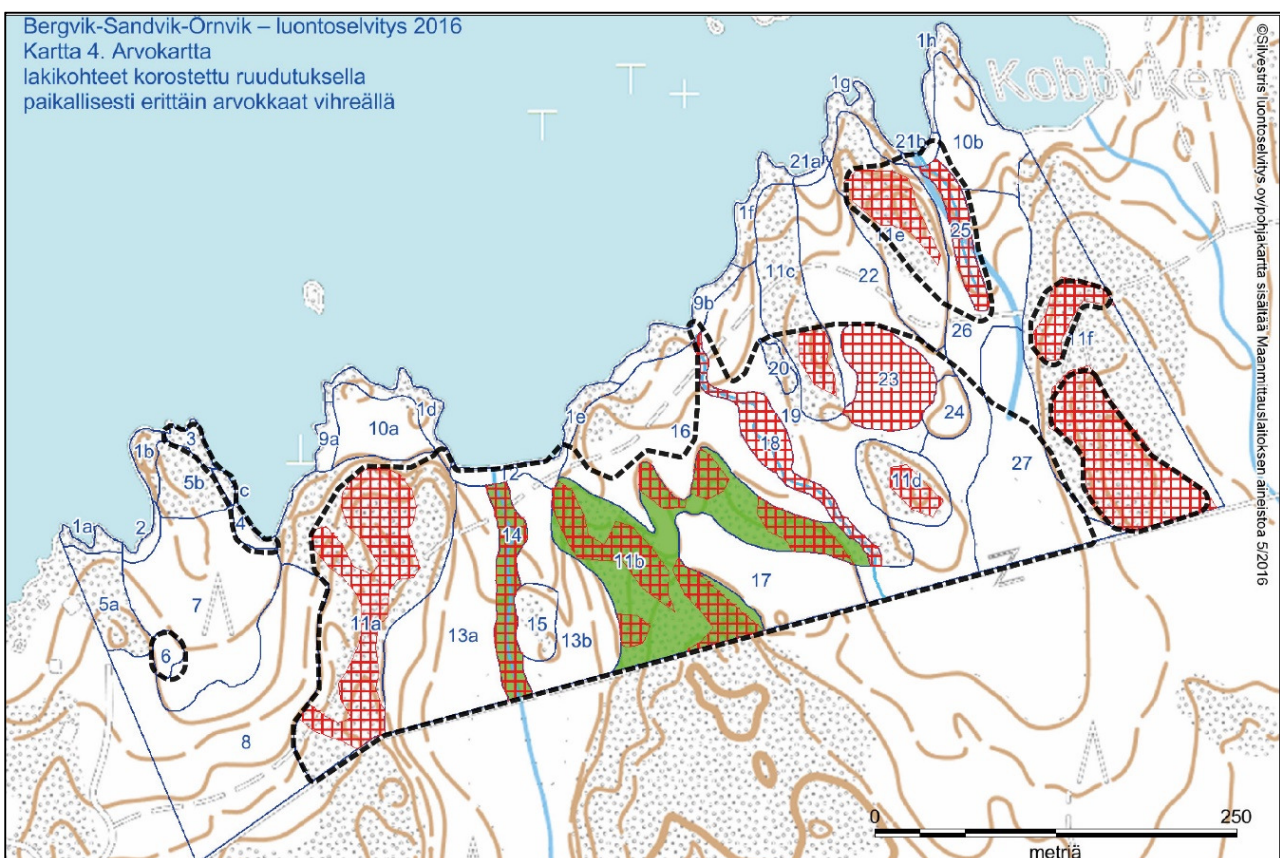 Bergvik-Sandvik-Örnvik – luontoselvitys 2016
Kartta 4. Arvokartta
lakikohteet korostettu ruudutuksella
paikallisesti erittäin arvokkaat vihreällä
©Silvestris luontoselvitys oy/pohjakartta sisältää Maanmittauslaitoksen aineistoa 5/2016
Kobbviken
1h
1g
21b
10b
21a
1f
25
11e
11c
22
9b
26
1f
20
23
1d
10a
1e
24
19
9a
16
3
1b
18
5b
27
2
11d
c
1a
2
4
14
11b
17
7
5a
11a
15
13a
13b
6
8
0
250
metriä